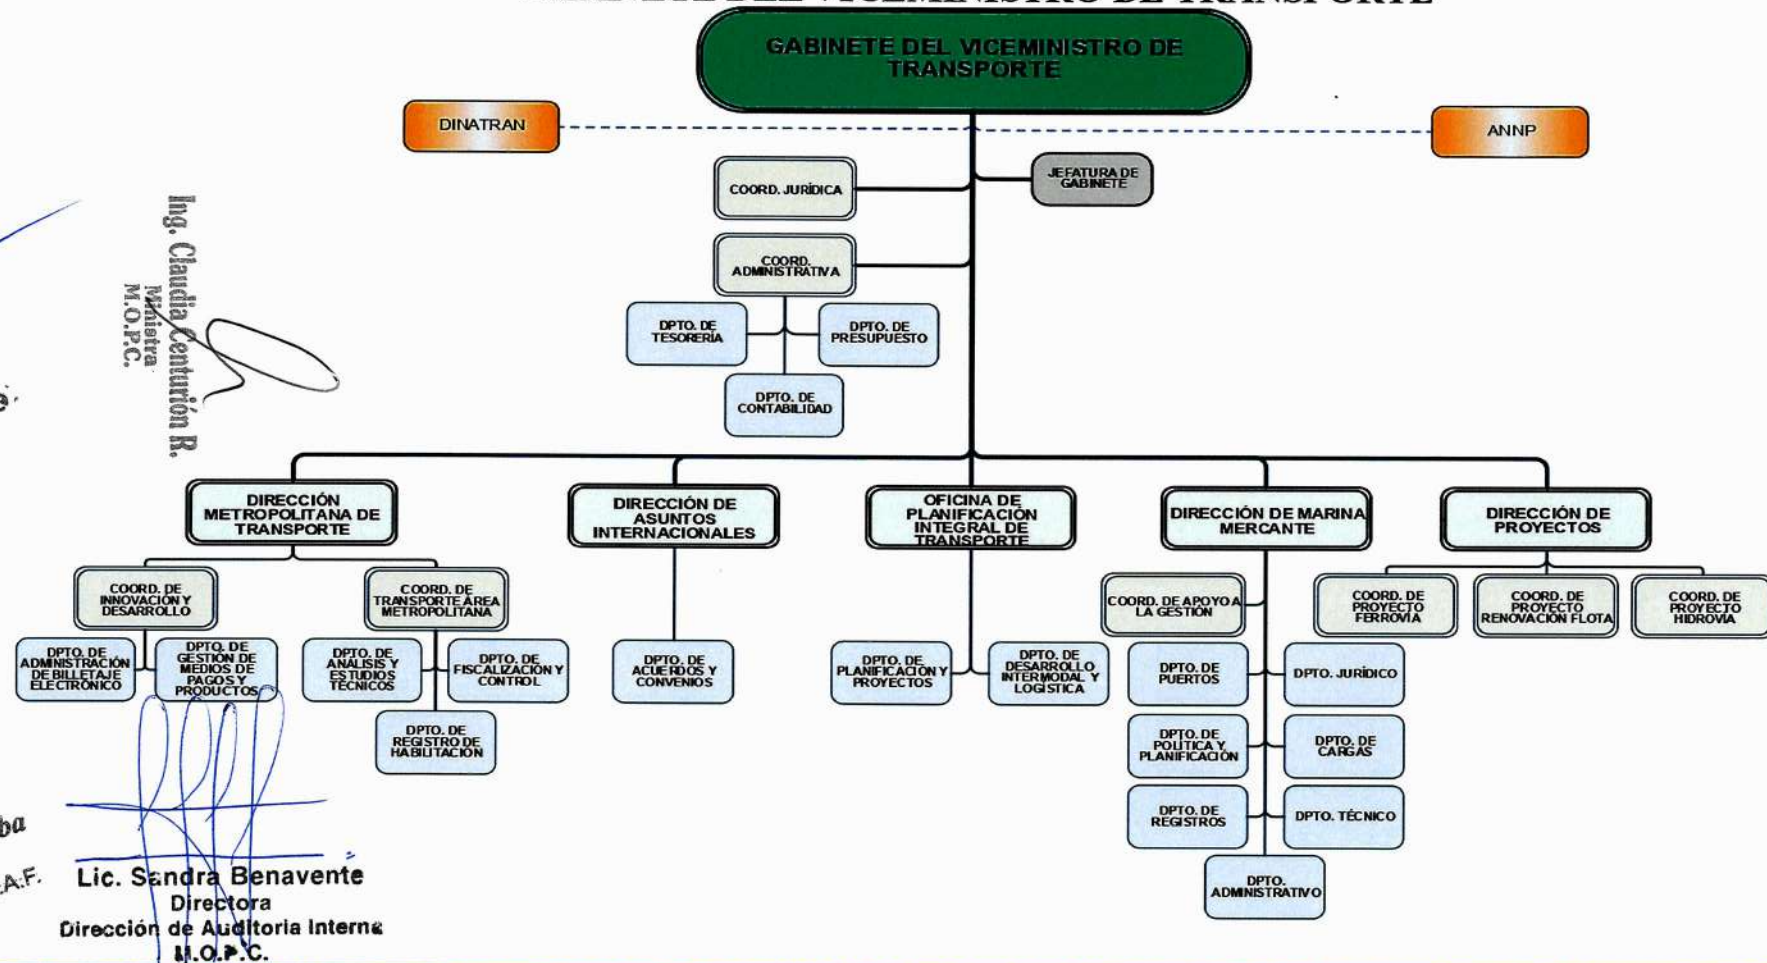 GABINETE DEL VICEMINISTRO DE TRANSPORTE
GABINETE DEL VICEMINISTRO DE
TRANSPORTE
DINATRAN
ANNP
COORD. JURÍDICA
JEFATURA DE
GABINETE
COORD.
ADMINISTRATIVA
DPTO. DE
TESORERÍA
DPTO. DE
PRESUPUESTO
DPTO. DE
CONTABILIDAD
Ing. Claudia Centurión R.
Ministra
M.O.P.C.
DIRECCIÓN
METROPOLITANA DE
TRANSPORTE
DIRECCIÓN DE
ASUNTOS
INTERNACIONALES
OFICINA DE
PLANIFICACIÓN
INTEGRAL DE
TRANSPORTE
DIRECCIÓN DE MARINA
MERCANTE
DIRECCIÓN DE
PROYECTOS
COORD. DE
INNOVACIÓN Y
DESARROLLO
COORD. DE
TRANSPORTE ÁREA
METROPOLITANA
COORD. DE APOYO A
LA GESTIÓN
COORD. DE
PROYECTO
FERROVÍA
COORD. DE
PROYECTO
RENOVACIÓN FLOTA
COORD. DE
PROYECTO
HIDROVÍA
DPTO. DE
ADMINISTRACIÓN
DE BILLETAJE
ELECTRÓNICO
DPTO. DE
GESTIÓN DE
MEDIOS DE
PAGOS Y
PRODUCTOS
DPTO. DE
ANÁLISIS Y
ESTUDIOS
TÉCNICOS
DPTO. DE
FISCALIZACIÓN Y
CONTROL
DPTO. DE
REGISTRO DE
HABILITACIÓN
DPTO. DE
ACUERDOS Y
CONVENIOS
DPTO. DE
PLANIFICACIÓN Y
PROYECTOS
DPTO. DE
DESARROLLO
INTERMODAL Y
LOGÍSTICA
DPTO. DE
PUERTOS
DPTO. JURÍDICO
DPTO. DE
POLÍTICA Y
PLANIFICACIÓN
DPTO. DE
CARGAS
DPTO. DE
REGISTROS
DPTO. TÉCNICO
DPTO.
ADMINISTRATIVO
Lic. Sandra Benavente
Directora
Dirección de Auditoria Interna
M.O.P.C.